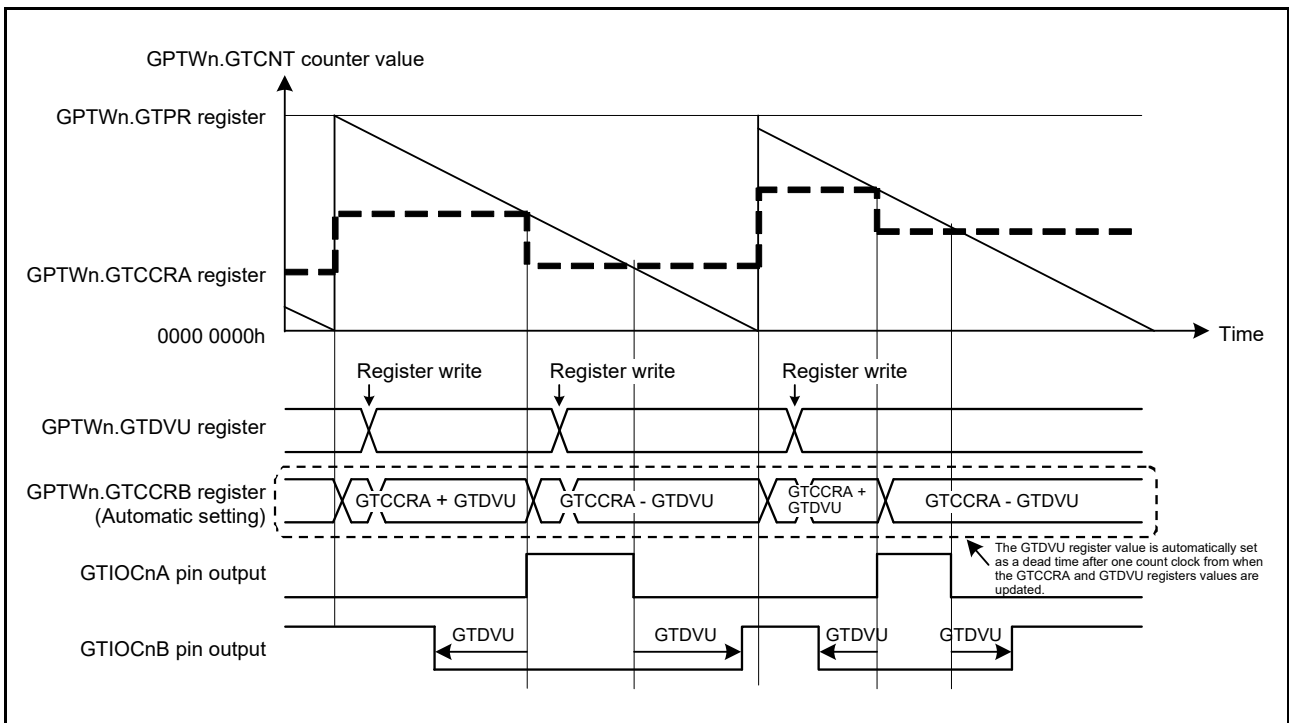 GPTWn.GTCNT counter value
GPTWn.GTPR register
GPTWn.GTCCRA register
0000 0000h
Time
Register write
Register write
Register write
GPTWn.GTDVU register
GPTWn.GTCCRB register
(Automatic setting)
GTCCRA + GTDVU
GTCCRA - GTDVU
GTCCRA +
GTDVU
GTCCRA - GTDVU
The GTDVU register value is automatically set
as a dead time after one count clock from when
the GTCCRA and GTDVU registers values are
updated.
GTIOCnA pin output
GTIOCnB pin output
GTDVU
GTDVU
GTDVU
GTDVU